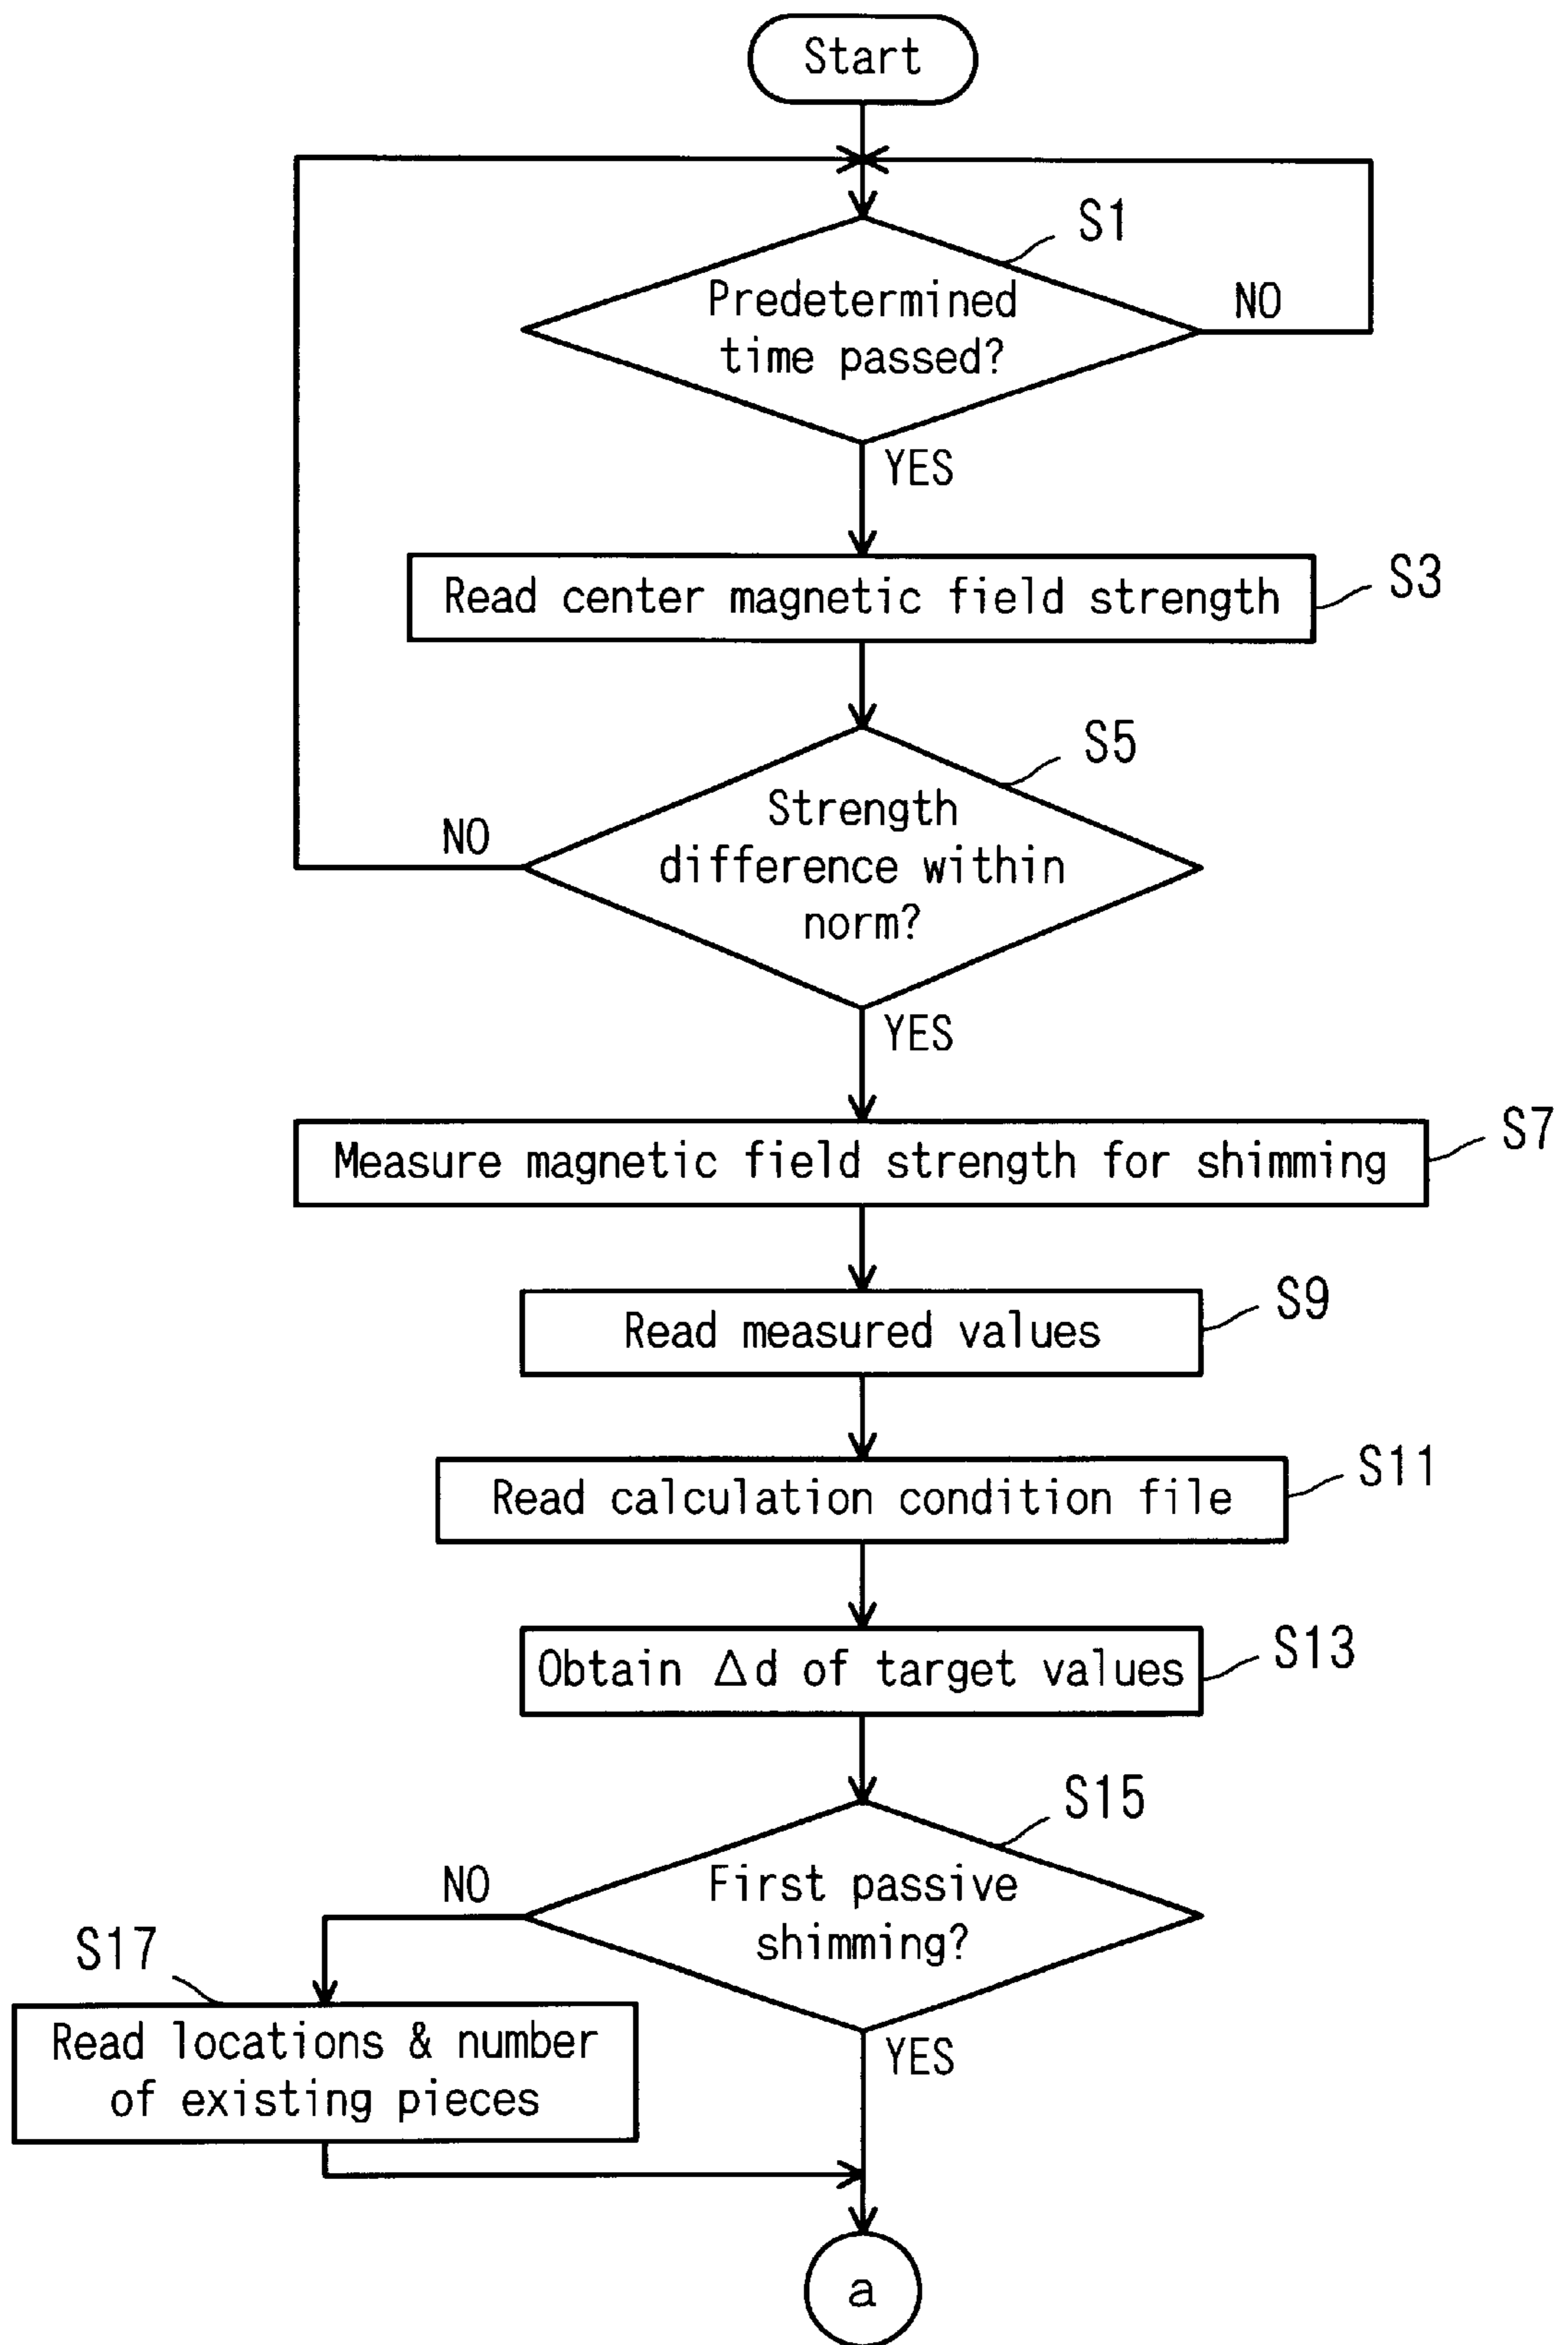 Start
S1
Predetermined
time passed?
NO
YES
Read center magnetic field strength
S3
S5
Strength
difference within
norm?
NO
YES
Measure magnetic field strength for shimming
S7
Read measured values
S9
Read calculation condition file
S11
Obtain Δd of target values
S13
S15
First passive
shimming?
NO
S17
Read locations & number
of existing pieces
YES
a